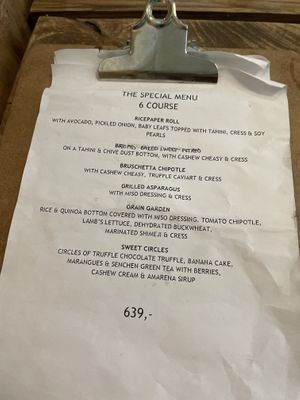 THE SPECIAL MENU
6 COURSE
RICEPAPER ROLL
WITH AVOCADO, PICKLED ONION, BABY LEAFS TOPPED WITH TAHINI, CRESS & SOY
PEARLS
BAKED SWEET POTATO
ON A TAHINI & CHIVE DUST BOTTOM, WITH CASHEW CHEASY & CRESS
BRUSCHETTA CHIPOTLE
WITH CASHEW CHEASY, TRUFFLE CAVIART & CRESS
GRILLED ASPARAGUS
WITH MISO DRESSING & CRESS
GRAIN GARDEN
RICE & QUINOA BOTTOM COVERED WITH MISO DRESSING, TOMATO CHIPOTLE,
LAMB'S LETTUCE, DEHYDRATED BUCKWHEAT,
MARINATED SHIMEJI & CRESS
SWEET CIRCLES
CIRCLES OF TRUFFLE CHOCOLATE TRUFFLE, BANANA CAKE,
MARANGUES & SENCHEN GREEN TEA WITH BERRIES,
CASHEW CREAM & AMARENA SIRUP
639,-